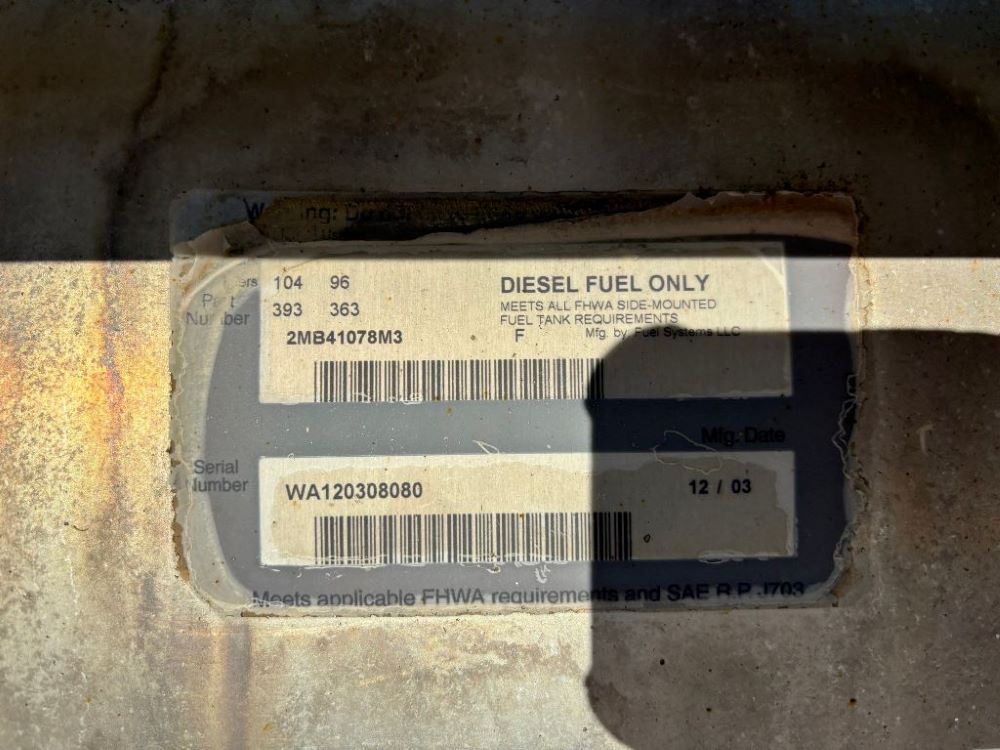 104 96
DIESEL FUEL ONLY
393 363
MEETS ALL FHWA SIDE-MOUNTED
FUEL TANK REQUIREMENTS
F Mfg. by Fuel Systems LLC
2MB41078M3
Mfg. Date
Serial
Number
WA120308080
12 / 03
Meets applicable FHWA requirements and SAE R.P. J703